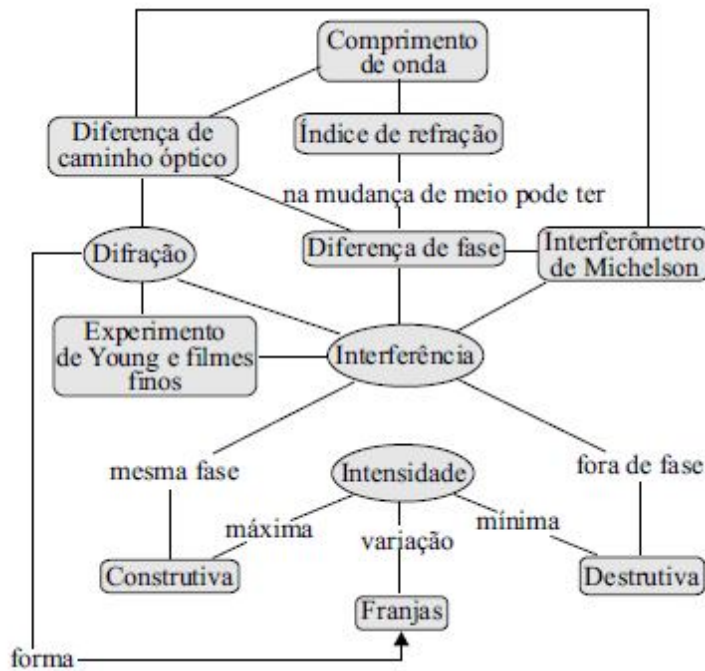 Comprimento
de onda
Diferença de
caminho óptico
Índice de refração
na mudança de meio pode ter
Difração
Diferença de fase
Interferômetro
de Michelson
Experimento
de Young e filmes
finos
Interferência
mesma fase
Intensidade
fora de fase
máxima
variação
mínima
Construtiva
Destrutiva
Franjas
forma